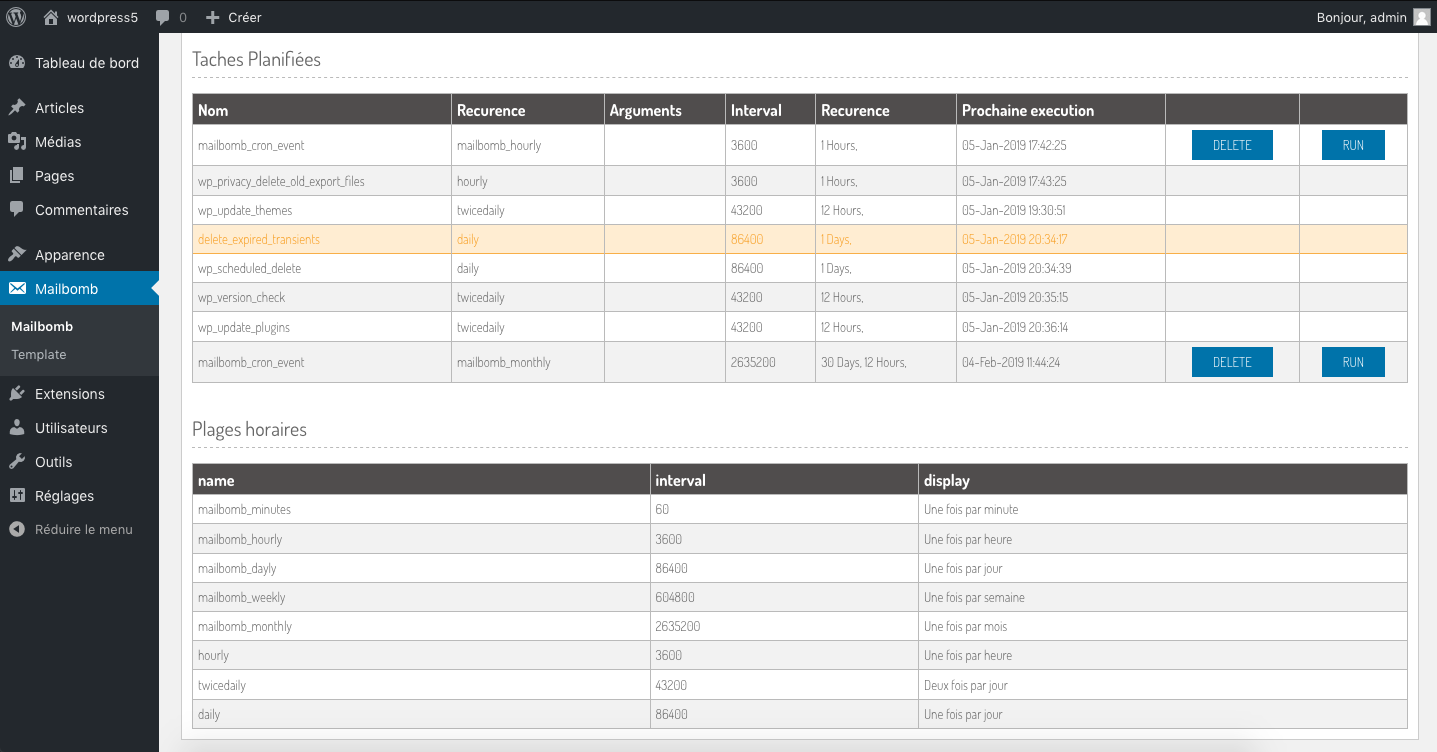 wordpress5 0 Créer Bonjour, admin
Tableau de bord
Articles
Médias
Pages
Commentaires
Apparence
Mailbomb
Mailbomb
Template
Extensions
Utilisateurs
Outils
Réglages
Réduire le menu
Taches Planifiées
Nom Recurence Arguments Interval Recurence Prochaine execution
mailbomb_cron_event mailbomb_hourly 3600 1 Hours, 05-Jan-2019 17:42:25 DELETE RUN
wp_privacy_delete_old_export_files hourly 3600 1 Hours, 05-Jan-2019 17:43:25
wp_update_themes twicedaily 43200 12 Hours, 05-Jan-2019 19:30:51
delete_expired_transients daily 86400 1 Days, 05-Jan-2019 20:34:17
wp_scheduled_delete daily 86400 1 Days, 05-Jan-2019 20:34:39
wp_version_check twicedaily 43200 12 Hours, 05-Jan-2019 20:35:15
wp_update_plugins twicedaily 43200 12 Hours, 05-Jan-2019 20:36:14
mailbomb_cron_event mailbomb_monthly 2635200 30 Days, 12 Hours, 04-Feb-2019 11:44:24 DELETE RUN
Plages horaires
name interval display
mailbomb_minutes 60 Une fois par minute
mailbomb_hourly 3600 Une fois par heure
mailbomb_dayly 86400 Une fois par jour
mailbomb_weekly 604800 Une fois par semaine
mailbomb_monthly 2635200 Une fois par mois
hourly 3600 Une fois par heure
twicedaily 43200 Deux fois par jour
daily 86400 Une fois par jour